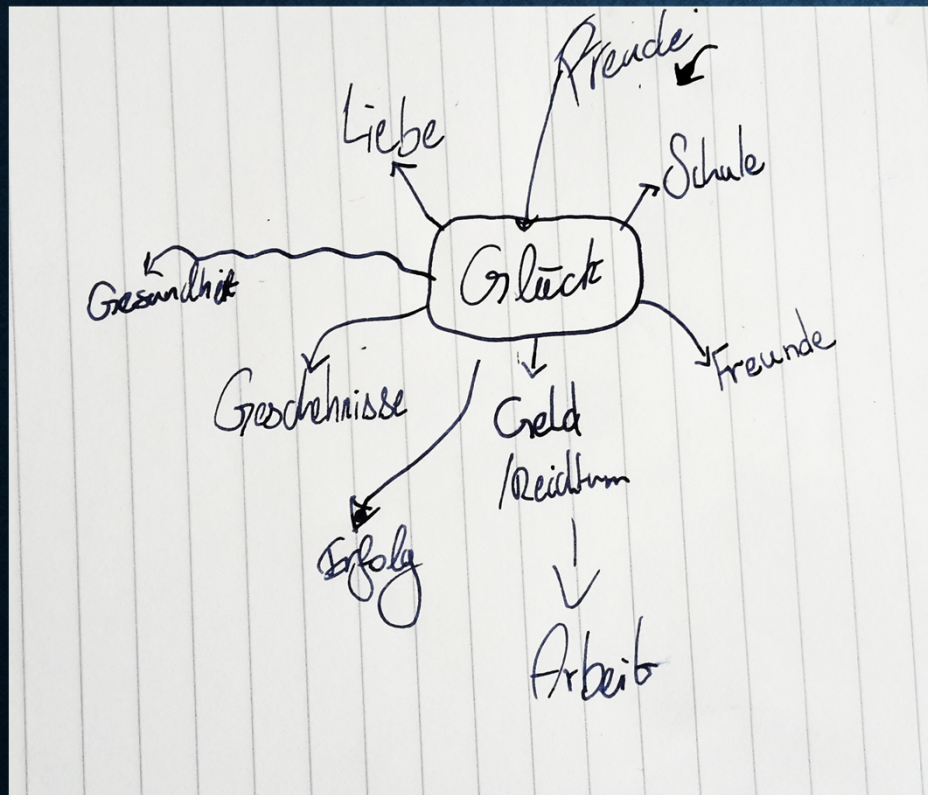 Freude
Liebe
Schule
Glück
Gesundheit
Freunde
Geschehnisse
Geld
/Reichtum
Erfolg
Arbeit